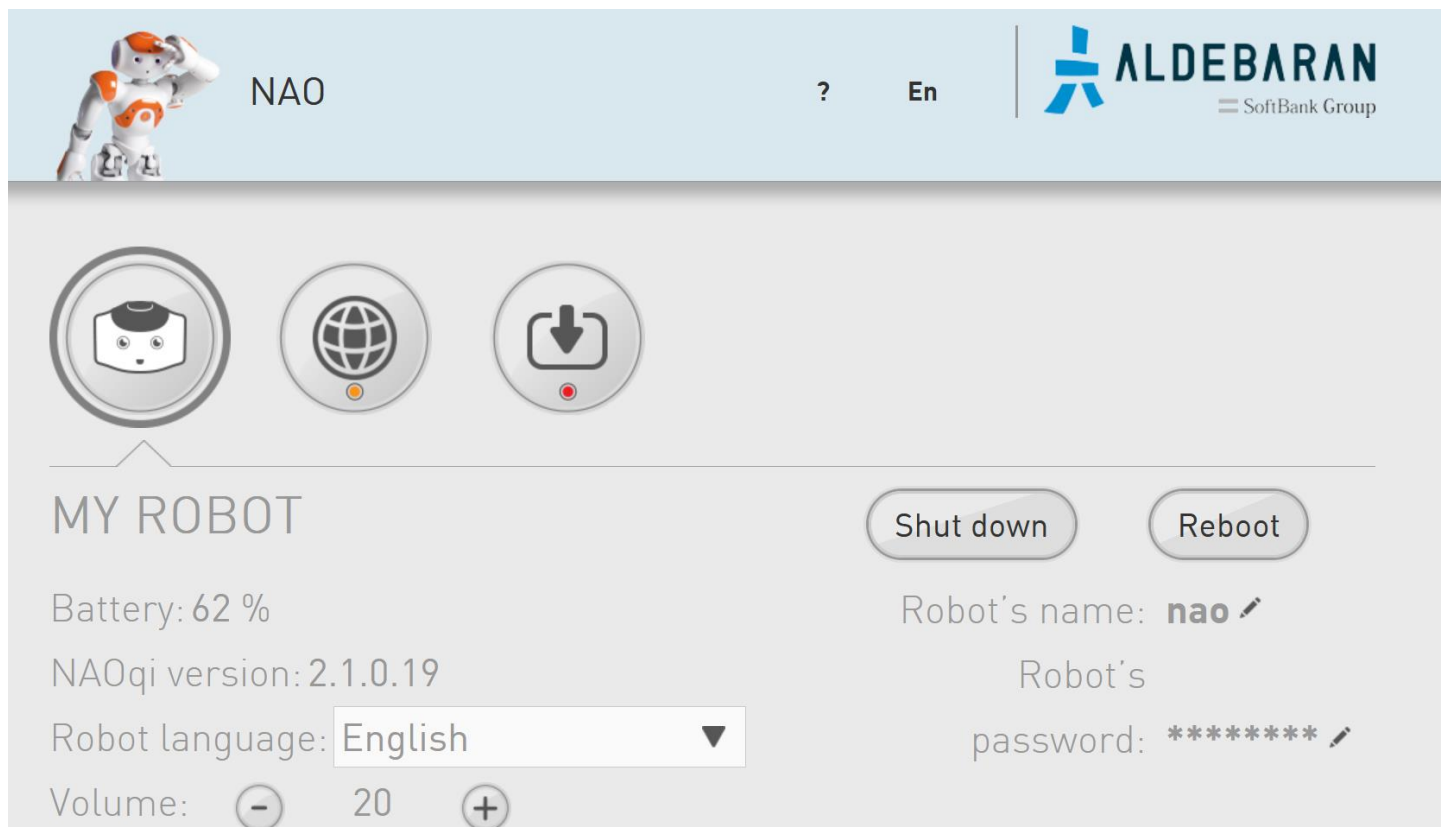 NAO ? En ALDEBARAN
SoftBank Group
MY ROBOT Shut down Reboot
Battery: 62 % Robot's name: nao
NAOqi version: 2.1.0.19 Robot's
Robot language: English password: ********
Volume: - 20 +